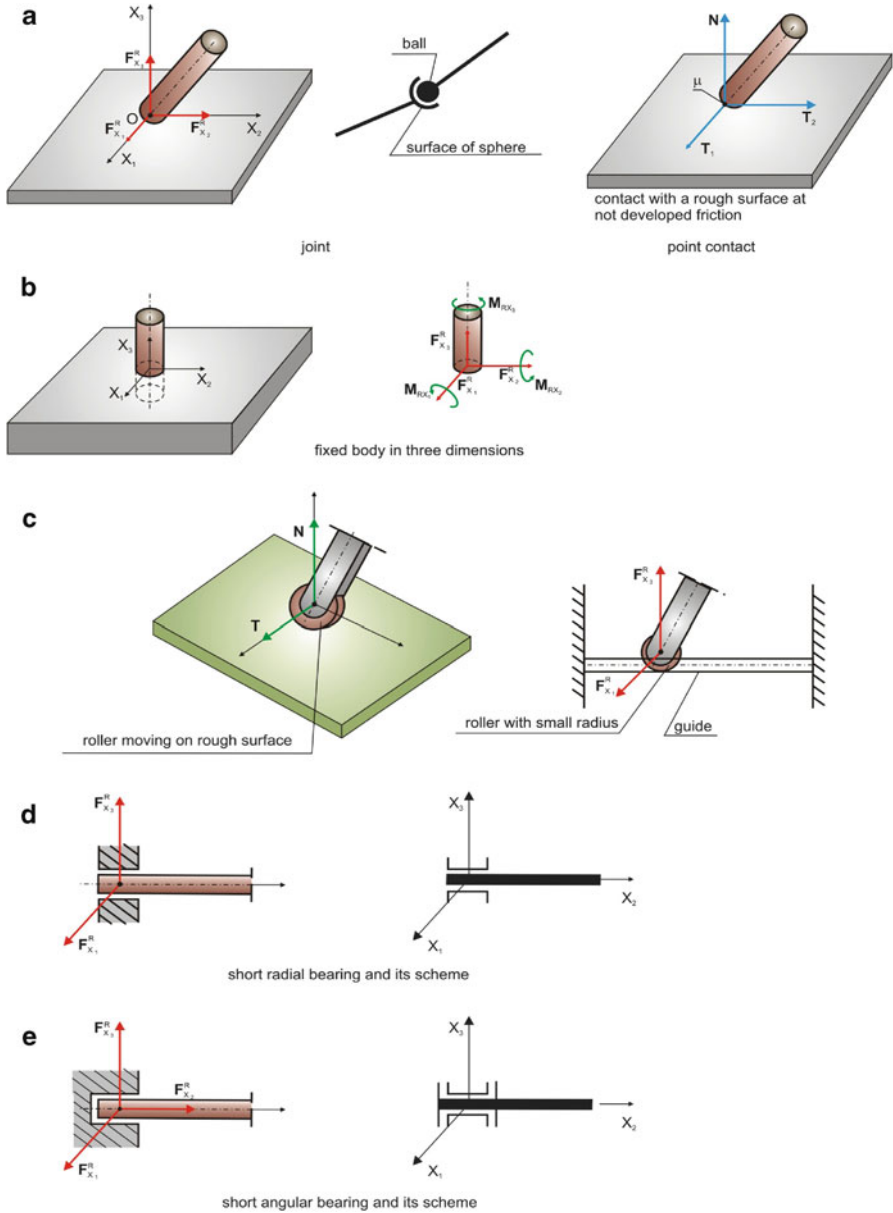 a
X₃
F^R_X₃
O
F^R_X₁
F^R_X₂
X₂
X₁
ball
surface of sphere
N
μ
T₂
T₁
contact with a rough surface at
not developed friction
joint
point contact
b
X₃
X₁
X₂
M_RX₃
F^R_X₃
F^R_X₁
F^R_X₂
M_RX₂
fixed body in three dimensions
c
N
T
roller moving on rough surface
F^R_X₃
F^R_X₁
roller with small radius
guide
d
F^R_X₃
F^R_X₁
X₃
X₂
X₁
short radial bearing and its scheme
e
F^R_X₃
F^R_X₂
F^R_X₁
X₃
X₂
X₁
short angular bearing and its scheme